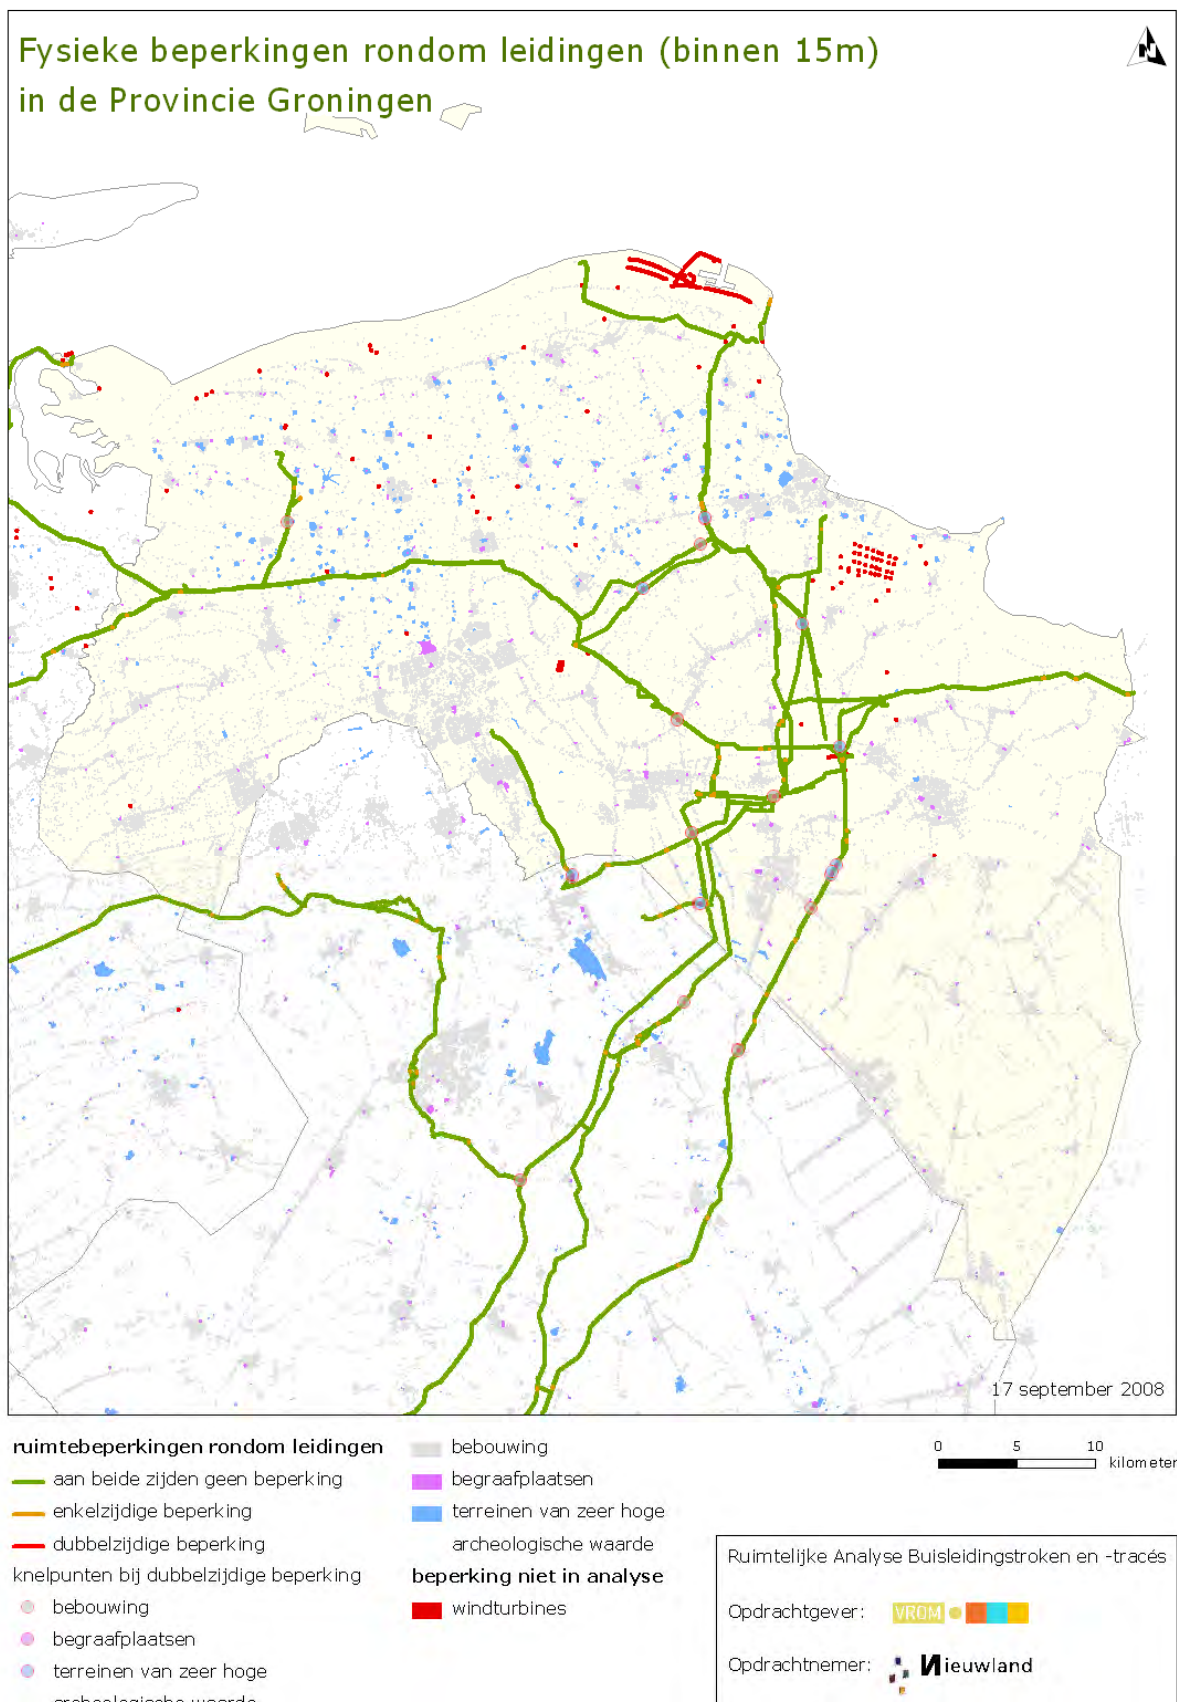 Fysieke beperkingen rondom leidingen (binnen 15m)
in de Provincie Groningen
N
17 september 2008
ruimtebeperkingen rondom leidingen
aan beide zijden geen beperking
enkelzijdige beperking
dubbelzijdige beperking
knelpunten bij dubbelzijdige beperking
bebouwing
begraafplaatsen
terreinen van zeer hoge
archeologische waarde
bebouwing
begraafplaatsen
terreinen van zeer hoge
archeologische waarde
beperking niet in analyse
windturbines
0 5 10
kilometer
Ruimtelijke Analyse Buisleidingstroken en -tracés
Opdrachtgever: VROM
Opdrachtnemer: Nieuwland